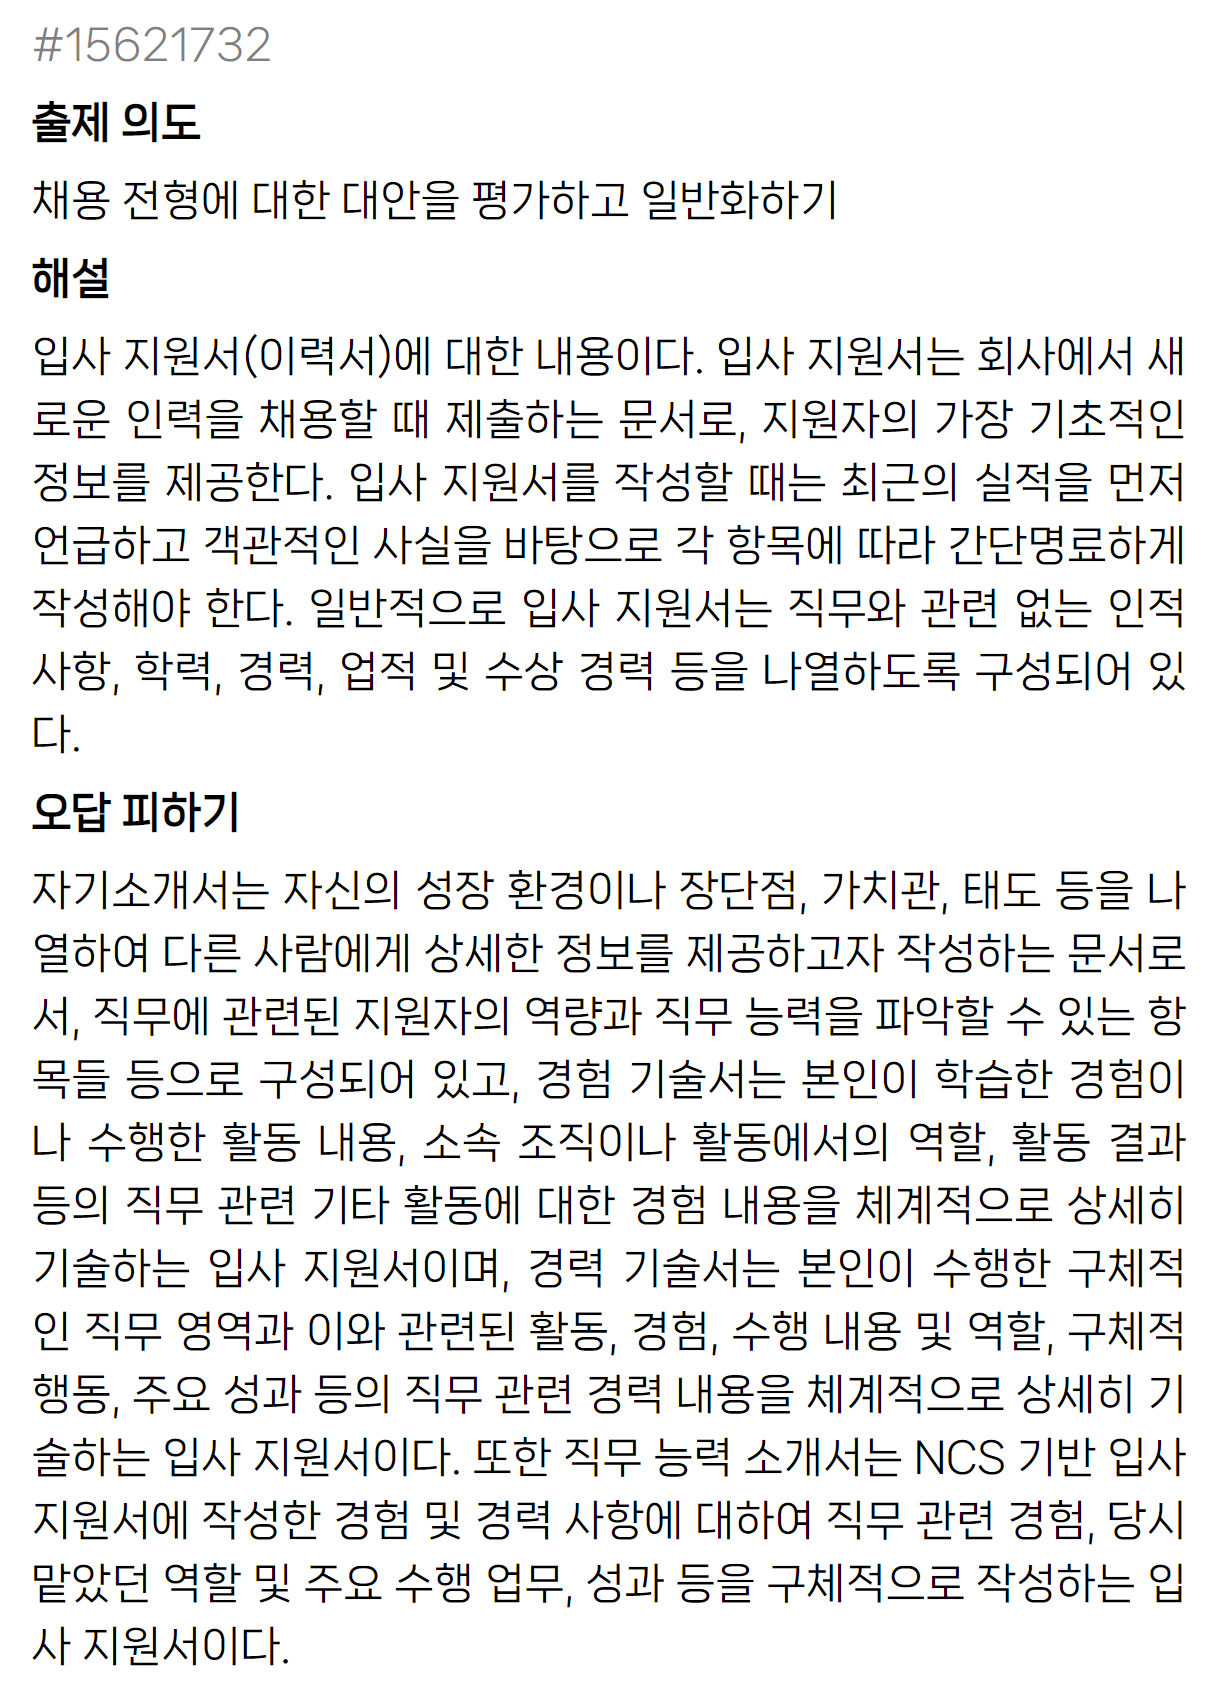 #15621732
출제 의도
채용 전형에 대한 대안을 평가하고 일반화하기
해설
입사 지원서(이력서)에 대한 내용이다. 입사 지원서는 회사에서 새
로운 인력을 채용할 때 제출하는 문서로, 지원자의 가장 기초적인
정보를 제공한다. 입사 지원서를 작성할 때는 최근의 실적을 먼저
언급하고 객관적인 사실을 바탕으로 각 항목에 따라 간단명료하게
작성해야 한다. 일반적으로 입사 지원서는 직무와 관련 없는 인적
사항, 학력, 경력, 업적 및 수상 경력 등을 나열하도록 구성되어 있
다.
오답 피하기
자기소개서는 자신의 성장 환경이나 장단점, 가치관, 태도 등을 나
열하여 다른 사람에게 상세한 정보를 제공하고자 작성하는 문서로
서, 직무에 관련된 지원자의 역량과 직무 능력을 파악할 수 있는 항
목들 등으로 구성되어 있고, 경험 기술서는 본인이 학습한 경험이
나 수행한 활동 내용, 소속 조직이나 활동에서의 역할, 활동 결과
등의 직무 관련 기타 활동에 대한 경험 내용을 체계적으로 상세히
기술하는 입사 지원서이며, 경력 기술서는 본인이 수행한 구체적
인 직무 영역과 이와 관련된 활동, 경험, 수행 내용 및 역할, 구체적
행동, 주요 성과 등의 직무 관련 경력 내용을 체계적으로 상세히 기
술하는 입사 지원서이다. 또한 직무 능력 소개서는 NCS 기반 입사
지원서에 작성한 경험 및 경력 사항에 대하여 직무 관련 경험, 당시
맡았던 역할 및 주요 수행 업무, 성과 등을 구체적으로 작성하는 입
사 지원서이다.